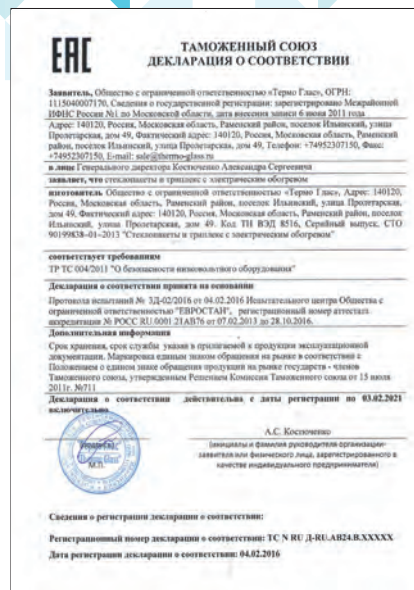 ЕАС
ТАМОЖЕННЫЙ СОЮЗ
ДЕКЛАРАЦИЯ О СООТВЕТСТВИИ
Заявитель, Общество с ограниченной ответственностью «Термо Глас», ОГРН:
1115040007170, Сведения о государственной регистрации: зарегистрировано Межрайонной
ИФНС России №1 по Московской области, дата внесения записи 6 июня 2011 года
Адрес: 140120, Россия, Московская область, Раменский район, поселок Ильинский, улица
Пролетарская, дом 49, Фактический адрес: 140120, Россия, Московская область, Раменский
район, поселок Ильинский, улица Пролетарская, дом 49, Телефон: +74952307150, Факс:
+74952307150, E-mail: sale@thermo-glass.ru
в лице Генерального директора Костюченко Александра Сергеевича
заявляет, что стеклопакеты и триплекс с электрическим обогревом
изготовитель Общество с ограниченной ответственностью «Термо Глас», Адрес: 140120,
Россия, Московская область, Раменский район, поселок Ильинский, улица Пролетарская,
дом 49, Фактический адрес: 140120, Россия, Московская область, Раменский район, поселок
Ильинский, улица Пролетарская, дом 49. Код ТН ВЭД 8516, Серийный выпуск, СТО
90199838-01-2013 "Стеклопакеты и триплекс с электрическим обогревом"
соответствует требованиям
ТР ТС 004/2011 "О безопасности низковольтного оборудования"
Декларация о соответствии принята на основании
Протокола испытаний № 3Д-02/2016 от 04.02.2016 Испытательного центра Общества с
ограниченной ответственностью "ЕВРОСТАН", регистрационный номер аттестата
аккредитации № РОСС RU.0001.21АВ76 от 07.02.2013 до 28.10.2016.
Дополнительная информация
Срок хранения, срок службы указан в прилагаемой к продукции эксплуатационной
документации. Маркировка единым знаком обращения на рынке в соответствии с
Положением о едином знаке обращения продукции на рынке государств - членов
Таможенного союза, утвержденным Решением Комиссии Таможенного союза от 15 июля
2011г. №711
Декларация о соответствии действительна с даты регистрации по 03.02.2021
включительно
А.С. Костюченко
(инициалы и фамилия руководителя организации-
заявителя или физического лица, зарегистрированного в
качестве индивидуального предпринимателя)
М.П.
Сведения о регистрации декларации о соответствии:
Регистрационный номер декларации о соответствии: ТС N RU Д-RU.АВ24.В.XXXXX
Дата регистрации декларации о соответствии: 04.02.2016